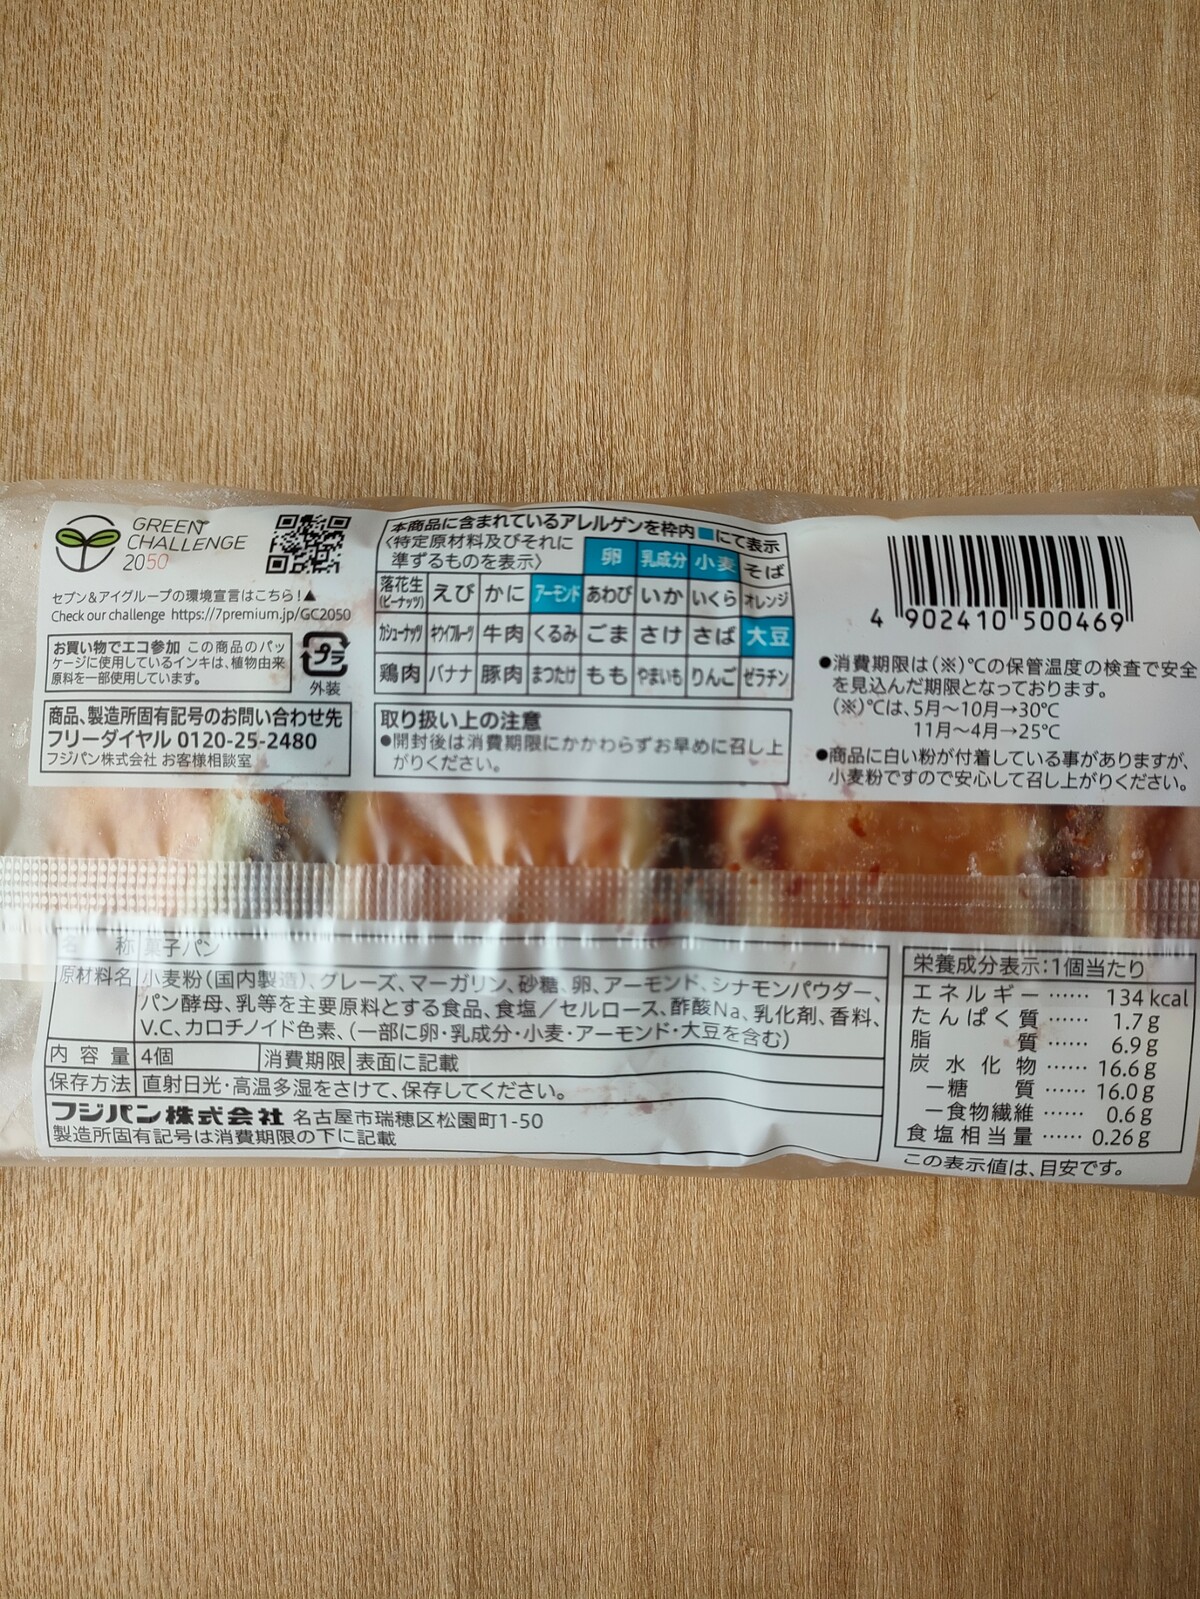 GREEN
CHALLENGE
2050
セブン&アイグループの環境宣言はこちら!▲
Check our challenge https://7premium.jp/GC2050
お買い物でエコ参加 この商品のパッ
ケージに使用しているインキは、植物由来
原料を一部使用しています。
プラ
外装
商品、製造所固有記号のお問い合わせ先
フリーダイヤル 0120-25-2480
フジパン株式会社 お客様相談室
本商品に含まれているアレルゲンを枠内■にて表示
〈特定原材料及びそれに
準ずるものを表示〉
卵 乳成分 小麦 そば
落花生(ピーナッツ) えび かに アーモンド あわび いか いくら オレンジ
カシューナッツ キウイフルーツ 牛肉 くるみ ごま さけ さば 大豆
鶏肉 バナナ 豚肉 まつたけ もも やまいも りんご ゼラチン
取り扱い上の注意
●開封後は消費期限にかかわらずお早めに召し上
がりください。
4 902410 500469
●消費期限は(※)℃の保管温度の検査で安全
を見込んだ期限となっております。
(※)℃は、5月~10月→30℃
11月~4月→25℃
●商品に白い粉が付着している事がありますが、
小麦粉ですので安心して召し上がりください。
名 称 菓子パン
原材料名 小麦粉(国内製造)、グレーズ、マーガリン、砂糖、卵、アーモンド、シナモンパウダー、
パン酵母、乳等を主要原料とする食品、食塩/セルロース、酢酸Na、乳化剤、香料、
V.C、カロチノイド色素、(一部に卵・乳成分・小麦・アーモンド・大豆を含む)
内容量 4個 消費期限 表面に記載
保存方法 直射日光・高温多湿をさけて、保存してください。
フジパン株式会社 名古屋市瑞穂区松園町1-50
製造所固有記号は消費期限の下に記載
栄養成分表示:1個当たり
エネルギー …… 134kcal
たんぱく質 …… 1.7g
脂質 …… 6.9g
炭水化物 …… 16.6g
ー糖質 …… 16.0g
ー食物繊維 …… 0.6g
食塩相当量 …… 0.26g
この表示値は、目安です。